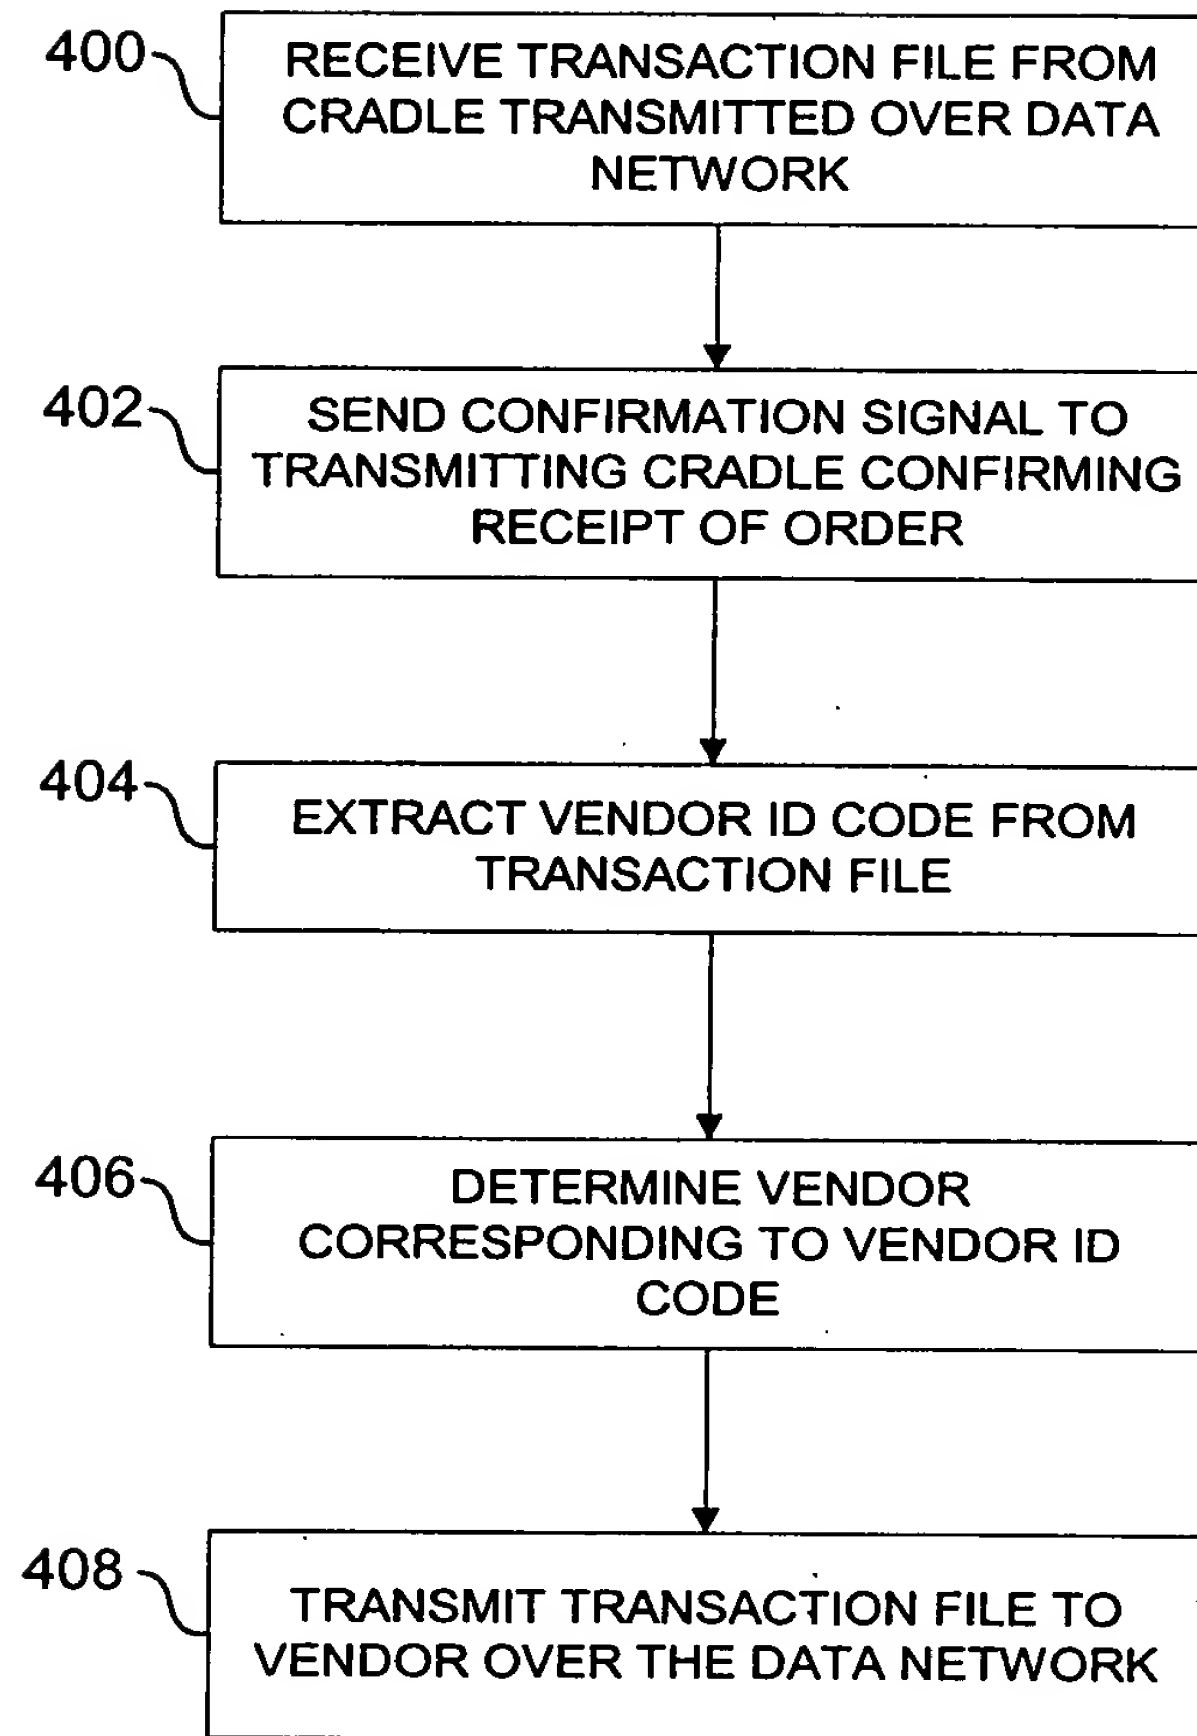 400
RECEIVE TRANSACTION FILE FROM
CRADLE TRANSMITTED OVER DATA
NETWORK
402
SEND CONFIRMATION SIGNAL TO
TRANSMITTING CRADLE CONFIRMING
RECEIPT OF ORDER
404
EXTRACT VENDOR ID CODE FROM
TRANSACTION FILE
406
DETERMINE VENDOR
CORRESPONDING TO VENDOR ID
CODE
408
TRANSMIT TRANSACTION FILE TO
VENDOR OVER THE DATA NETWORK